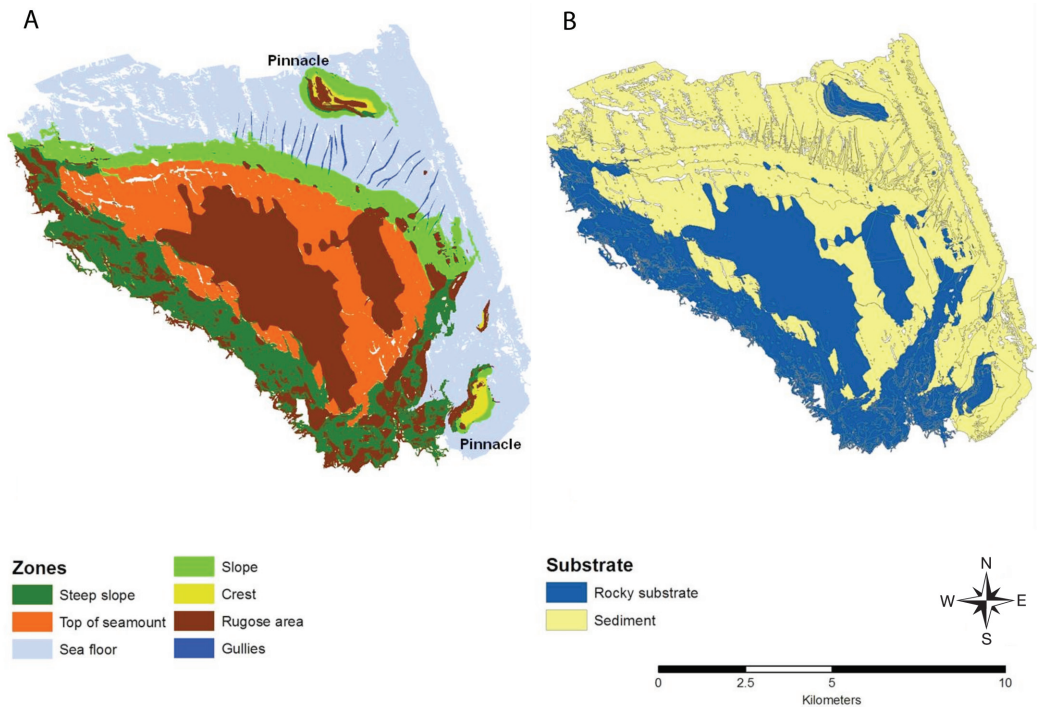 A
B
Pinnacle
Pinnacle
Zones
Steep slope
Top of seamount
Sea floor
Slope
Crest
Rugose area
Gullies
Substrate
Rocky substrate
Sediment
N
W E
S
0 2.5 5 10
Kilometers